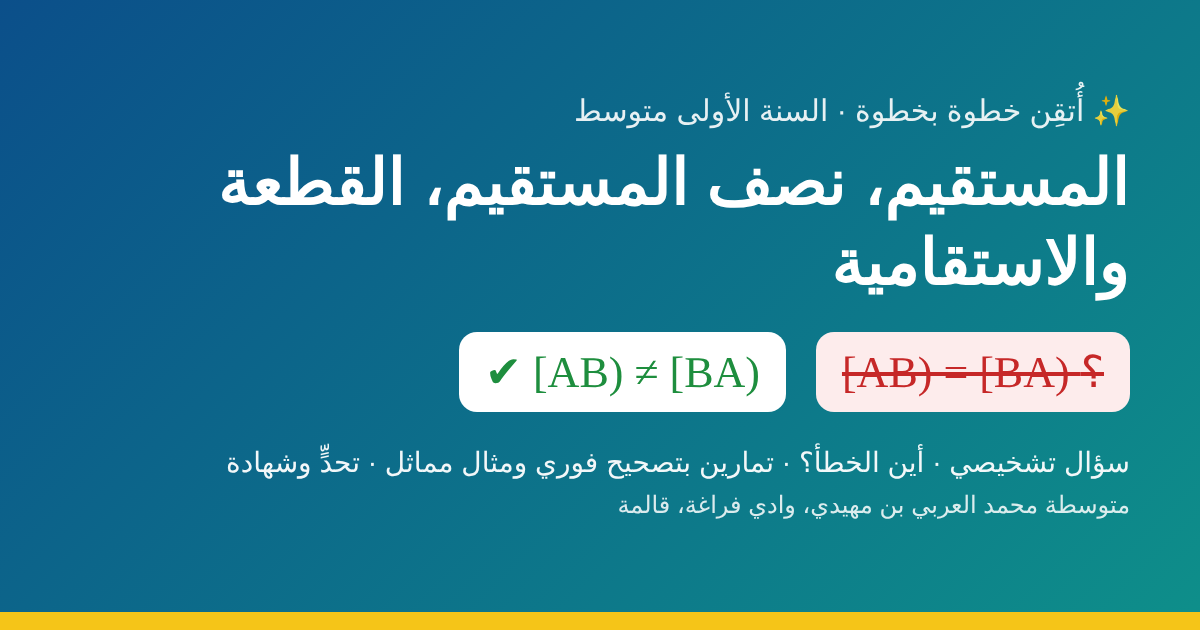 ✨ أُتقِن خطوة بخطوة · السنة الأولى متوسط
المستقيم، نصف المستقيم، القطعة
والاستقامية
[AB) = [BA) ؟
✔ [AB) ≠ [BA)
سؤال تشخيصي · أين الخطأ؟ · تمارين بتصحيح فوري ومثال مماثل · تحدٍّ وشهادة
متوسطة محمد العربي بن مهيدي، وادي فراغة، قالمة